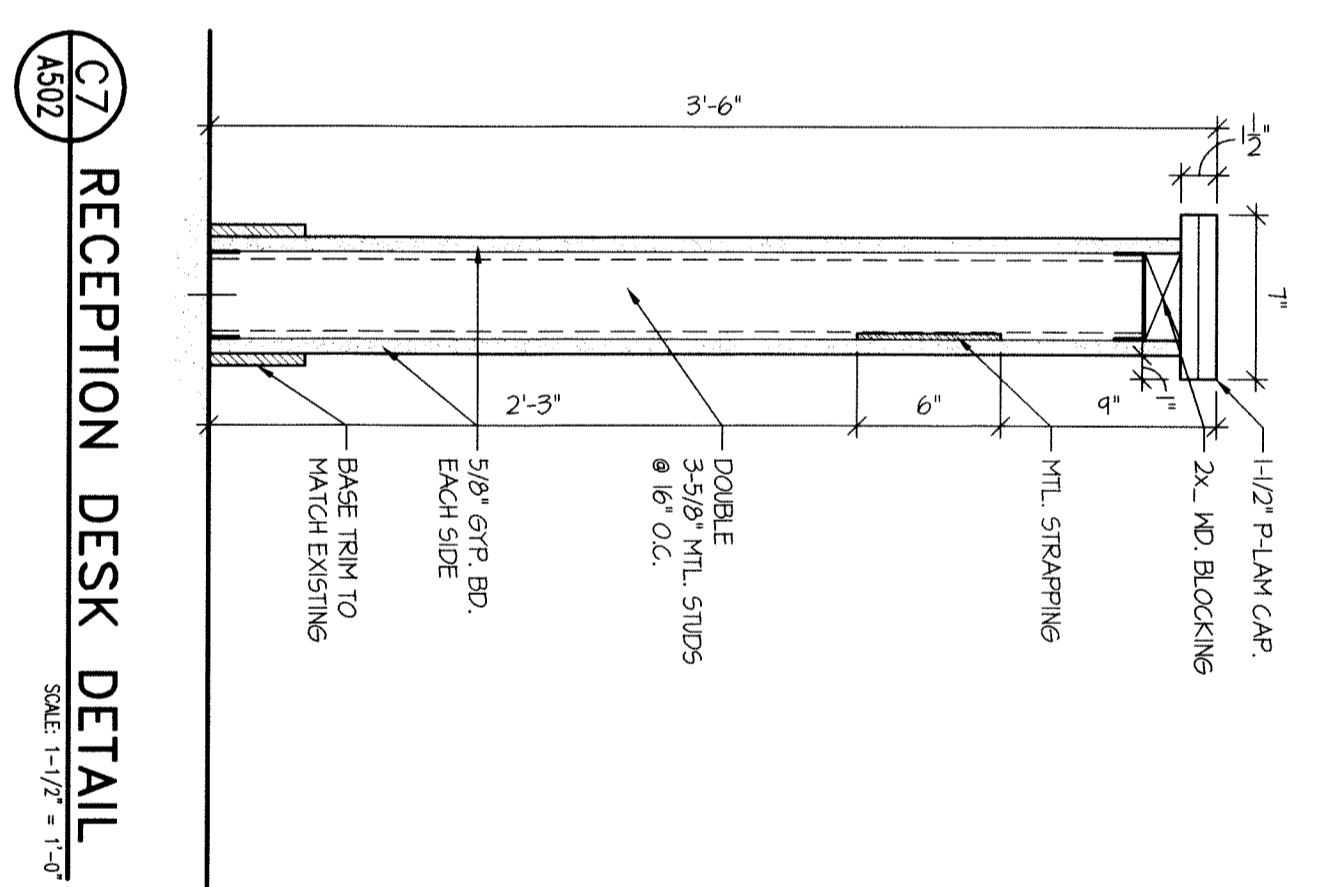 3'-6"
1 1/2"
7"
1"
9"
6"
2'-3"
1-1/2" P-LAM CAP.
2x_ WD. BLOCKING
MTL. STRAPPING
DOUBLE
3-5/8" MTL. STUDS
@ 16" O.C.
5/8" GYP. BD.
EACH SIDE
BASE TRIM TO
MATCH EXISTING
C7
A502
RECEPTION DESK DETAIL
SCALE: 1-1/2" = 1'-0"